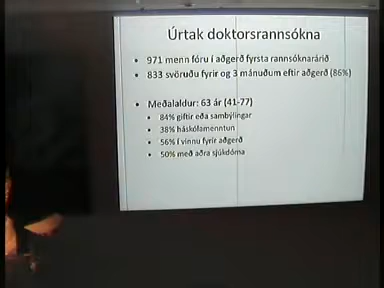 Úrtak doktorsrannsókna
971 menn fóru í aðgerð fyrsta rannsóknarárið
833 svöruðu fyrir og 3 mánuðum eftir aðgerð (86%)
Meðalaldur: 63 ár (41-77)
84% giftir eða sambýlingar
38% háskólamenntun
56% í vinnu fyrir aðgerð
50% með aðra sjúkdóma